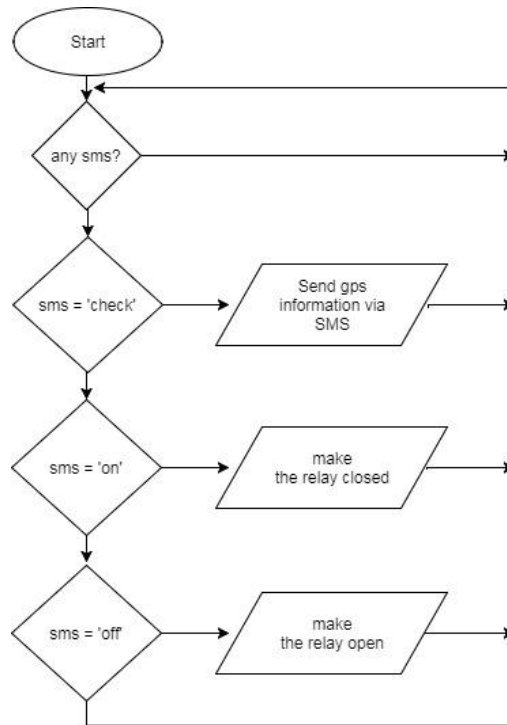 Start
any sms?
sms = 'check'
Send gps
information via
SMS
sms = 'on'
make
the relay closed
sms = 'off'
make
the relay open